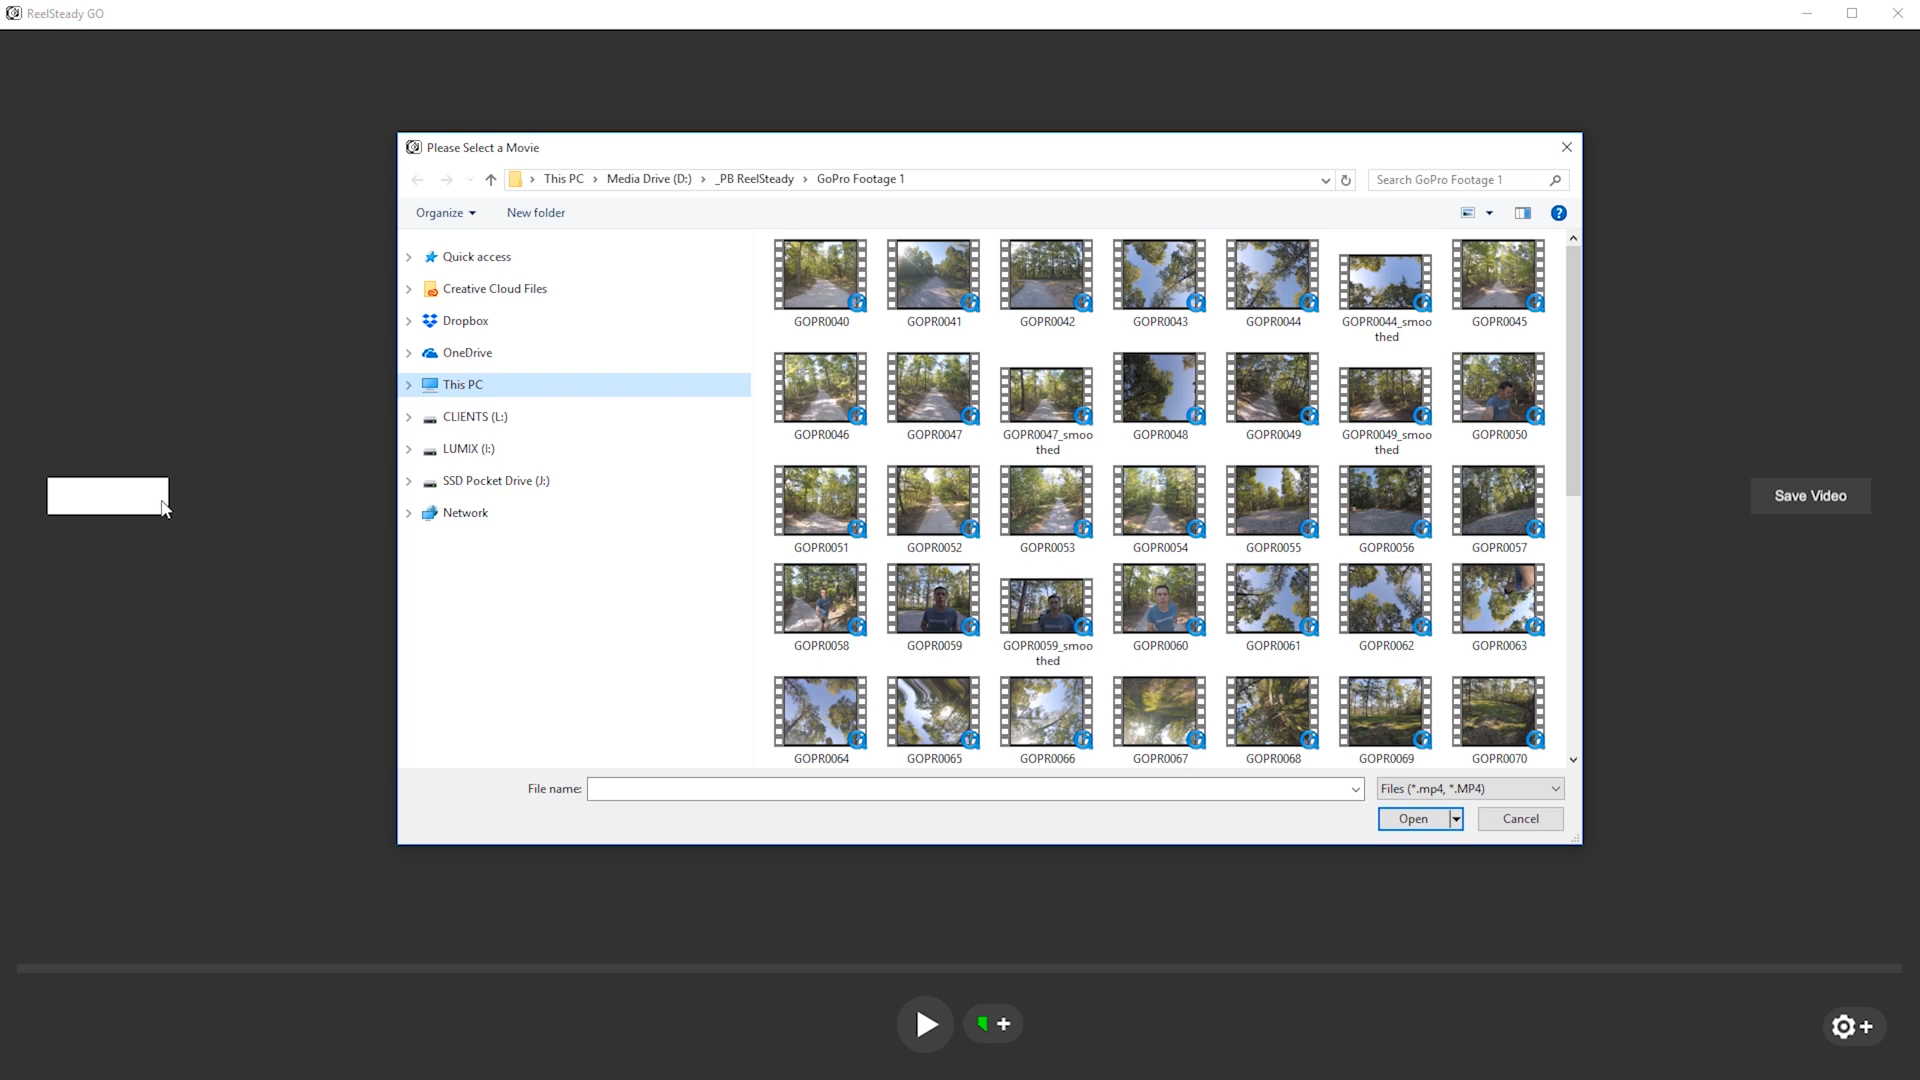 ReelSteady GO
Please Select a Movie
This PC
Media Drive (D:)
_PB ReelSteady
GoPro Footage 1
Search GoPro Footage 1
Organize
New folder
Quick access
Creative Cloud Files
Dropbox
OneDrive
This PC
CLIENTS (L:)
LUMIX (I:)
SSD Pocket Drive (J:)
Network
GOPR0040
GOPR0041
GOPR0042
GOPR0043
GOPR0044
GOPR0044_smoo
thed
GOPR0045
GOPR0046
GOPR0047
GOPR0047_smoo
thed
GOPR0048
GOPR0049
GOPR0049_smoo
thed
GOPR0050
GOPR0051
GOPR0052
GOPR0053
GOPR0054
GOPR0055
GOPR0056
GOPR0057
GOPR0058
GOPR0059
GOPR0059_smoo
thed
GOPR0060
GOPR0061
GOPR0062
GOPR0063
GOPR0064
GOPR0065
GOPR0066
GOPR0067
GOPR0068
GOPR0069
GOPR0070
Save Video
File name:
Files (*.mp4, *.MP4)
Open
Cancel